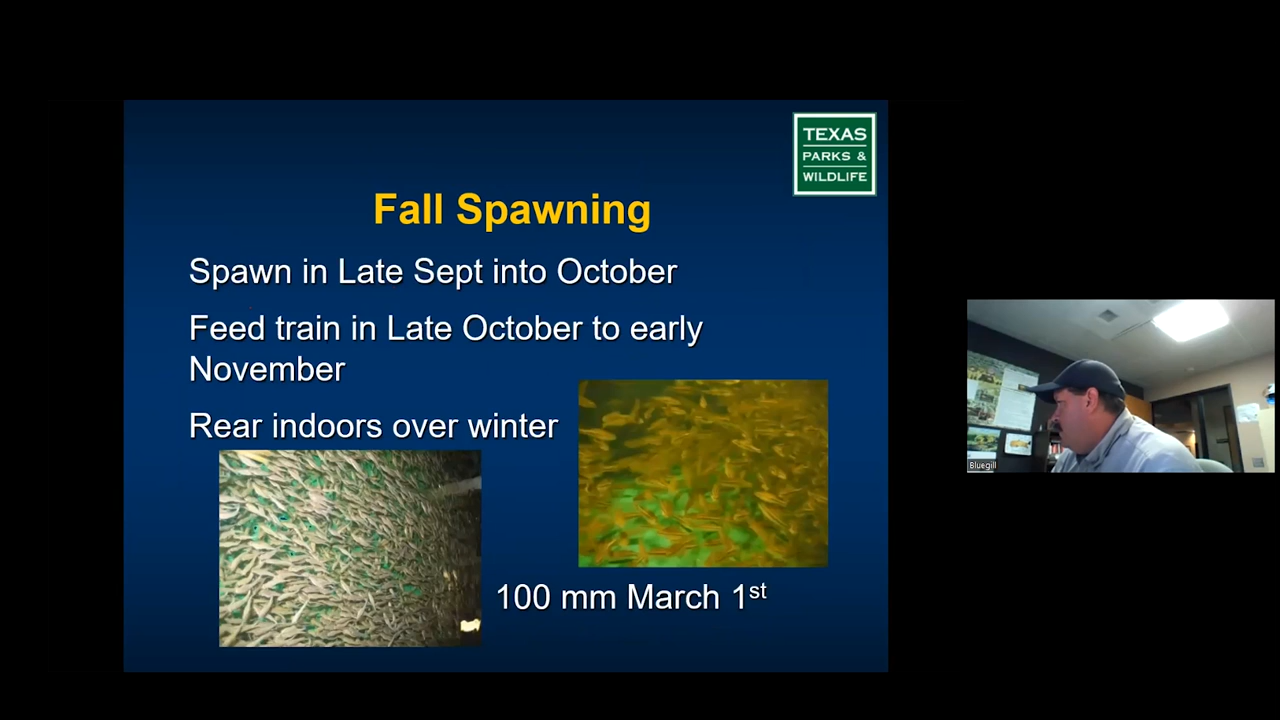 TEXAS
PARKS &
WILDLIFE
Fall Spawning
Spawn in Late Sept into October
Feed train in Late October to early
November
Rear indoors over winter
100 mm March 1st
Bluegill